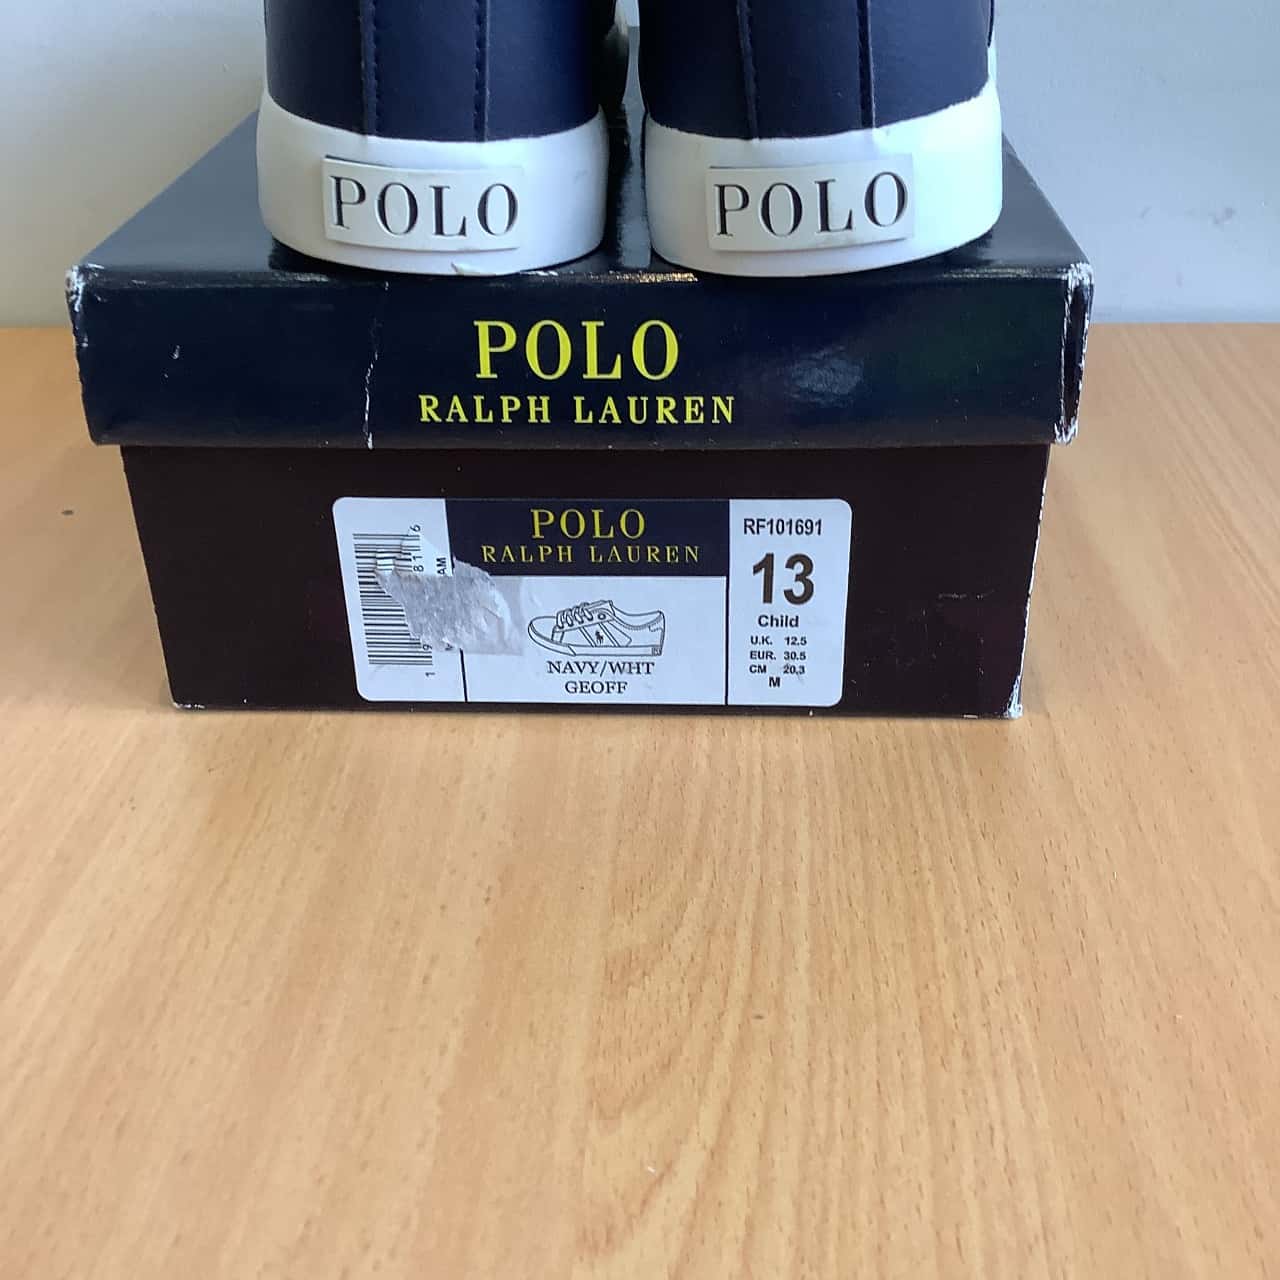 POLO
POLO
POLO
RALPH LAUREN
POLO
RALPH LAUREN
NAVY/WHT
GEOFF
RF101691
13
Child
U.K. 12.5
EUR. 30.5
CM 20.3
M